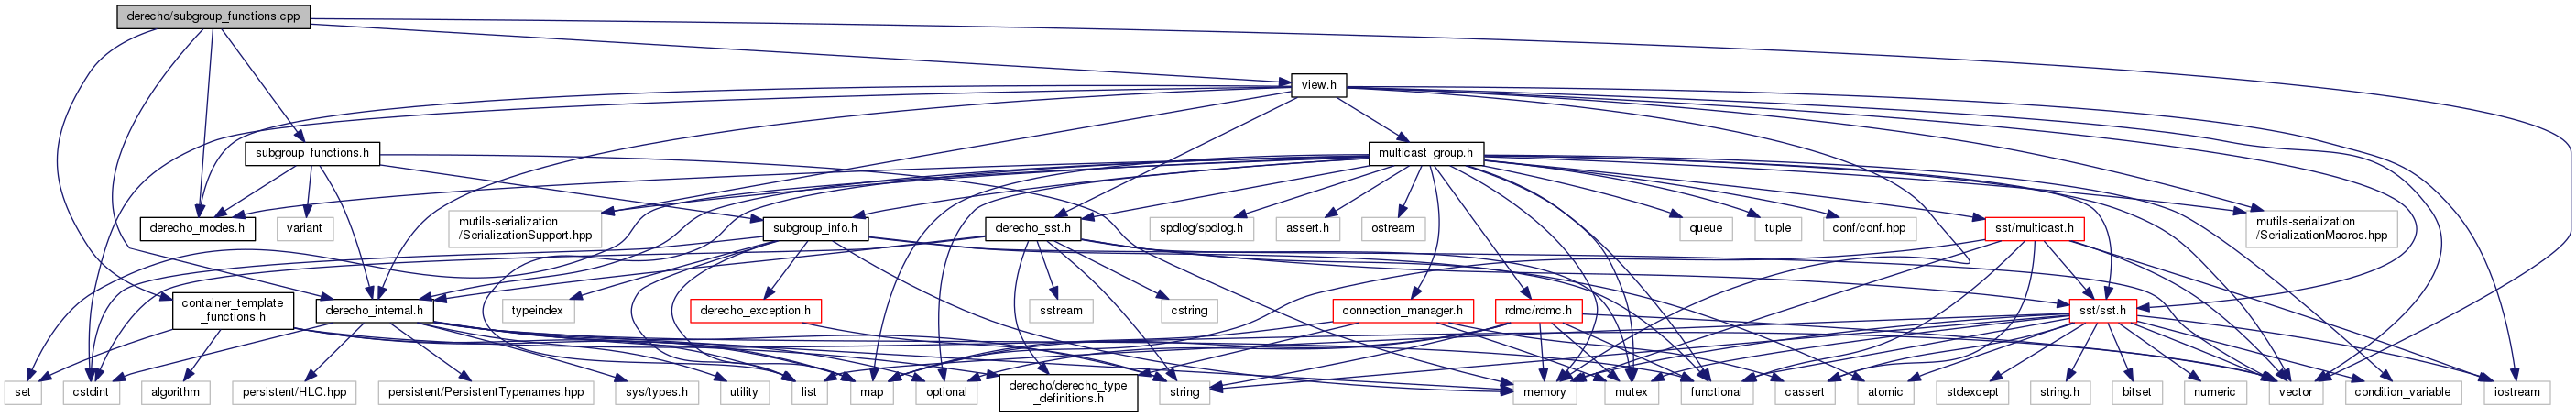 derecho/subgroup_functions.cpp
view.h
subgroup_functions.h
multicast_group.h
derecho_modes.h
variant
mutils-serialization
/SerializationSupport.hpp
subgroup_info.h
derecho_sst.h
spdlog/spdlog.h
assert.h
ostream
queue
tuple
conf/conf.hpp
sst/multicast.h
mutils-serialization
/SerializationMacros.hpp
container_template
_functions.h
derecho_internal.h
typeindex
derecho_exception.h
sstream
cstring
connection_manager.h
rdmc/rdmc.h
sst/sst.h
set
cstdint
algorithm
persistent/HLC.hpp
persistent/PersistentTypenames.hpp
sys/types.h
utility
list
map
optional
derecho/derecho_type
_definitions.h
string
memory
mutex
functional
cassert
atomic
stdexcept
string.h
bitset
numeric
vector
condition_variable
iostream